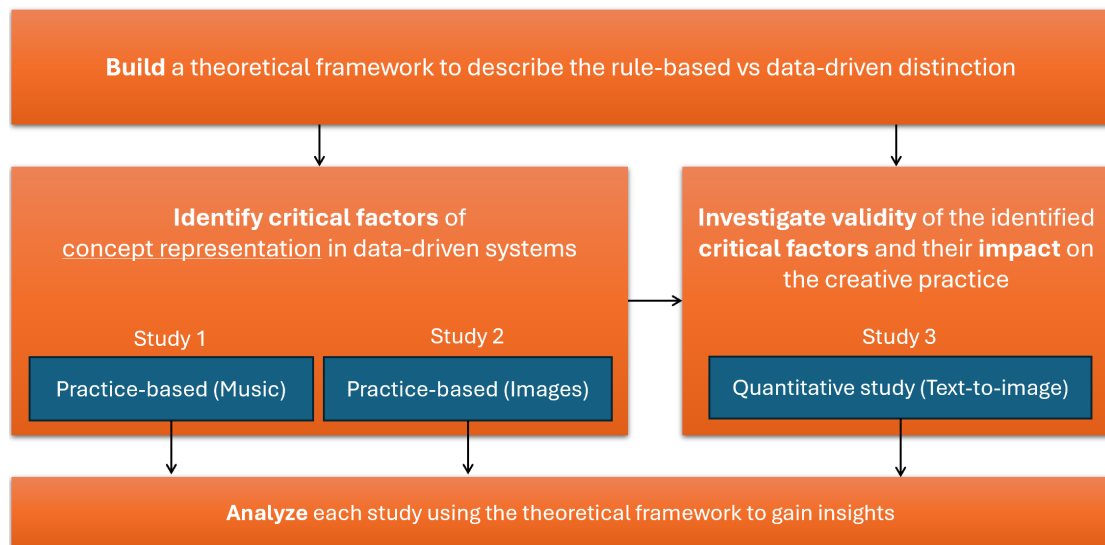 Build a theoretical framework to describe the rule-based vs data-driven distinction
Identify critical factors of
concept representation in data-driven systems
Study 1
Study 2
Practice-based (Music)
Practice-based (Images)
Investigate validity of the identified
critical factors and their impact on
the creative practice
Study 3
Quantitative study (Text-to-image)
Analyze each study using the theoretical framework to gain insights